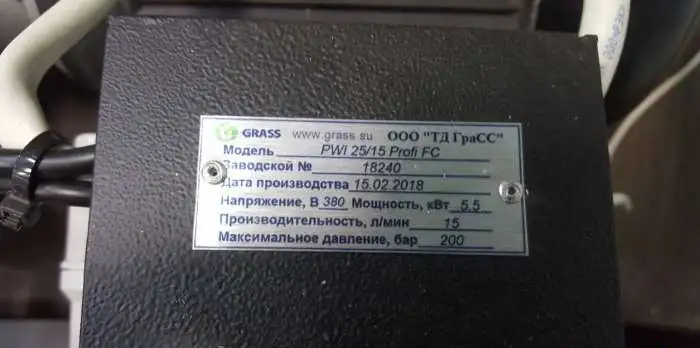 GRASS www.grass.su ООО "ТД ГраСС"
Модель PWI 25/15 Profi FC
Заводской № 18240
Дата производства 15.02.2018
Напряжение, В 380 Мощность, кВт 5.5
Производительность, л/мин 15
Максимальное давление, бар 200